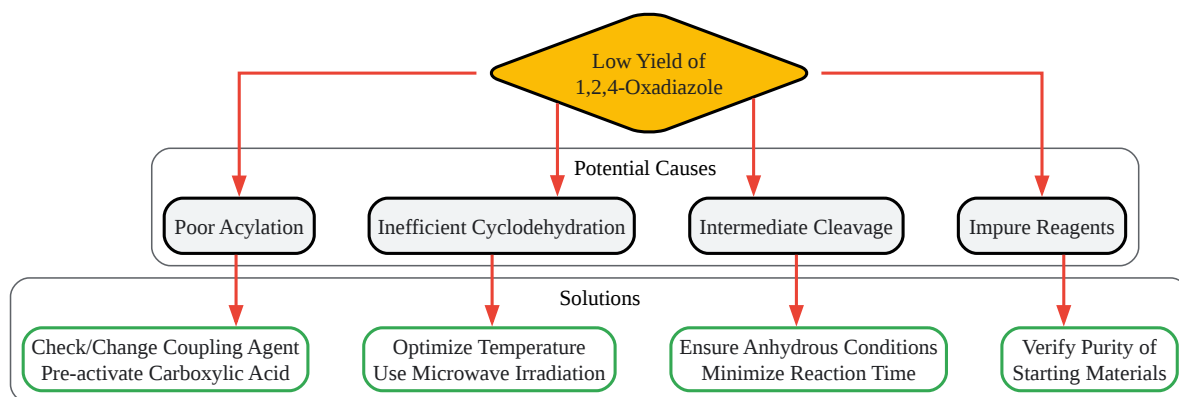 Low Yield of
1,2,4-Oxadiazole
Potential Causes
Poor Acylation
Inefficient Cyclodehydration
Intermediate Cleavage
Impure Reagents
Solutions
Check/Change Coupling Agent
Pre-activate Carboxylic Acid
Optimize Temperature
Use Microwave Irradiation
Ensure Anhydrous Conditions
Minimize Reaction Time
Verify Purity of
Starting Materials